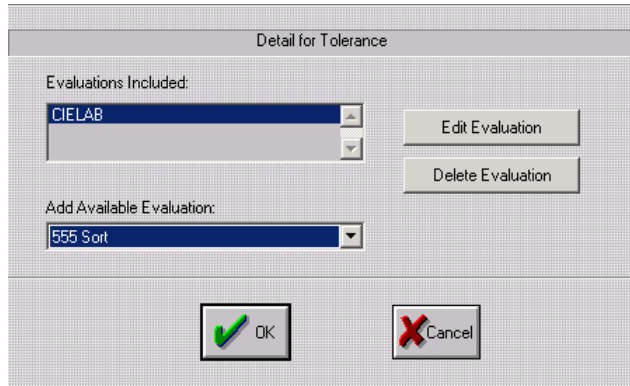 Detail for Tolerance
Evaluations Included:
CIELAB
Edit Evaluation
Delete Evaluation
Add Available Evaluation:
555 Sort
OK
Cancel